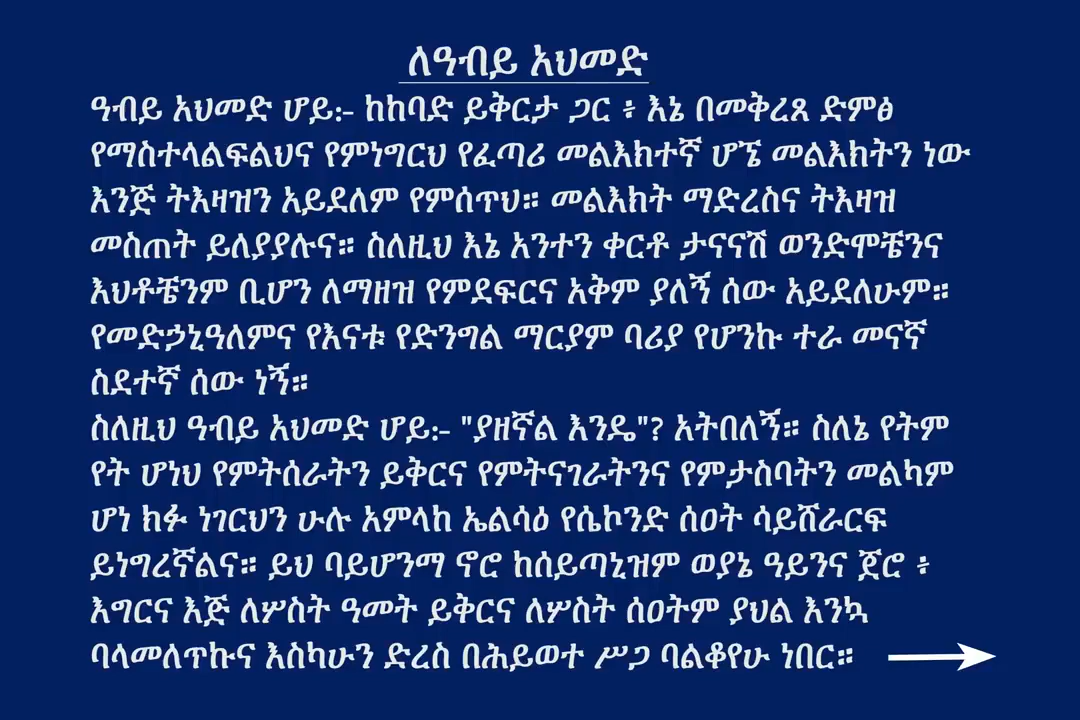 ለዓብይ አህመድ
ዓብይ አህመድ ሆይ:- ከከባድ ይቅርታ ጋር ፥ እኔ በመቅረጸ ድምፅ
የማስተላልፍልህና የምነግርህ የፈጣሪ መልእክተኛ ሆኜ መልእክትን ነው
እንጅ ትእዛዝን አይደለም የምሰጥህ። መልእክት ማድረስና ትእዛዝ
መስጠት ይለያያሉና። ስለዚህ እኔ አንተን ቀርቶ ታናናሽ ወንድሞቼንና
እህቶቼንም ቢሆን ለማዘዝ የምደፍርና አቅም ያለኝ ሰው አይደለሁም።
የመድኃኒዓለምና የእናቱ የድንግል ማርያም ባሪያ የሆንኩ ተራ መናኛ
ስደተኛ ሰው ነኝ።
ስለዚህ ዓብይ አህመድ ሆይ:- "ያዘኛል እንዴ"? አትበለኝ። ስለኔ የትም
የት ሆነህ የምትሰራትን ይቅርና የምትናገራትንና የምታስባትን መልካም
ሆነ ክፉ ነገርህን ሁሉ አምላከ ኤልሳዕ የሴኮንድ ሰዐት ሳይሸራርፍ
ይነግረኛልና። ይህ ባይሆንማ ኖሮ ከሰይጣኒዝም ወያኔ ዓይንና ጀሮ ፥
እግርና እጅ ለሦስት ዓመት ይቅርና ለሦስት ሰዐትም ያህል እንኳ
ባላመለጥኩና እስካሁን ድረስ በሕይወተ ሥጋ ባልቆየሁ ነበር።